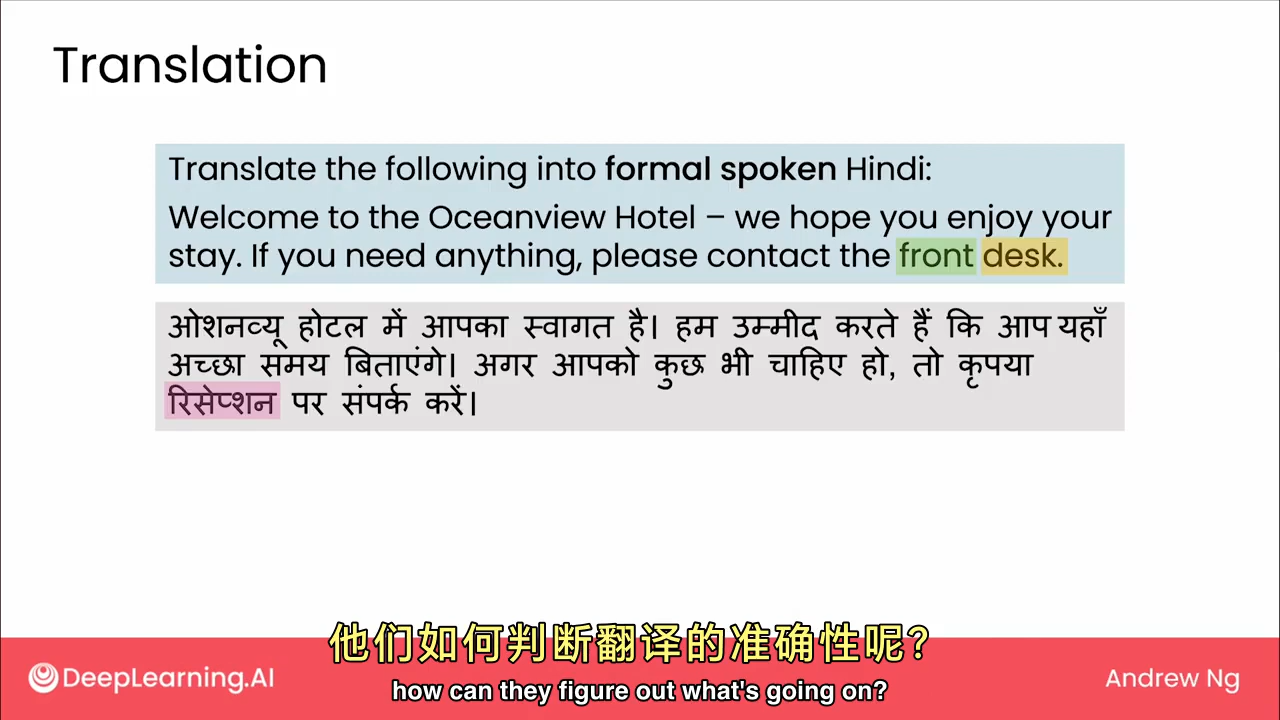 Translation
Translate the following into formal spoken Hindi:
Welcome to the Oceanview Hotel – we hope you enjoy your
stay. If you need anything, please contact the front desk.
ओशनव्यू होटल में आपका स्वागत है। हम उम्मीद करते हैं कि आप यहाँ
अच्छा समय बिताएंगे। अगर आपको कुछ भी चाहिए हो, तो कृपया
रिसेप्शन पर संपर्क करें।
他们如何判断翻译的准确性呢?
how can they figure out what's going on?
DeepLearning.AI
Andrew Ng